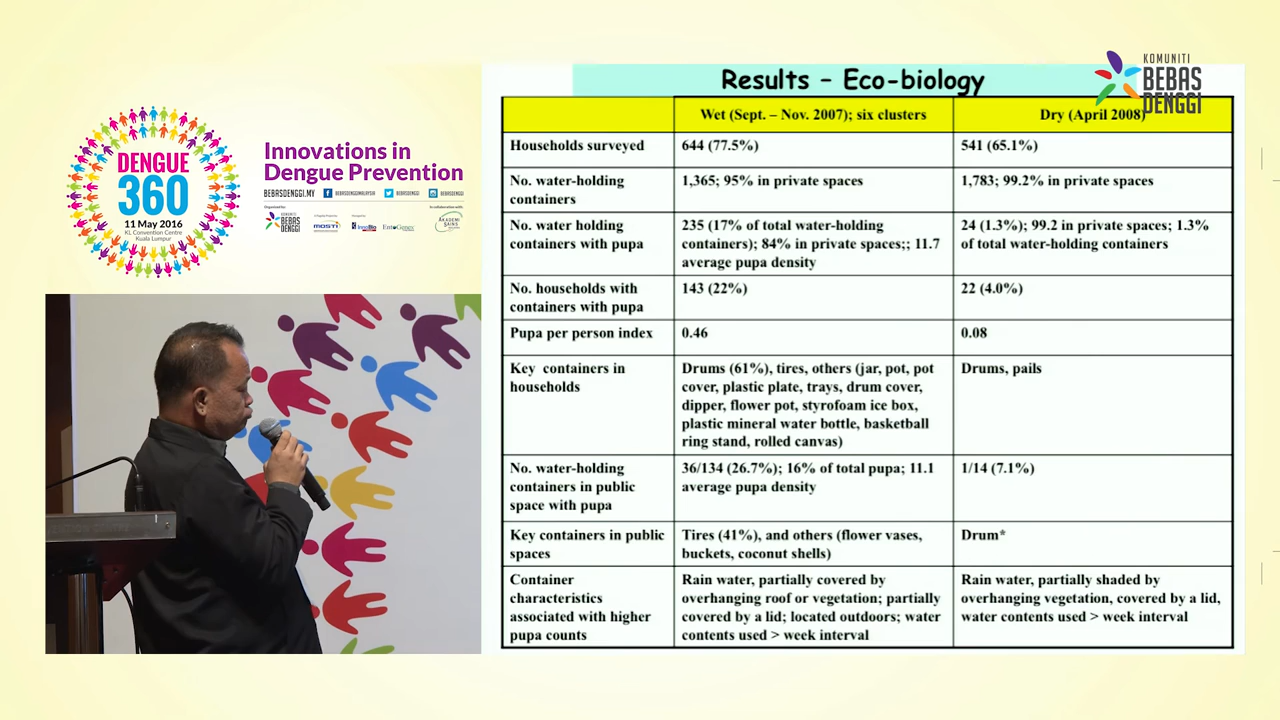 DENGUE
360
11 May 2016
KL Convention Centre
Kuala Lumpur
Innovations in
Dengue Prevention
BEBASDENGGI.MY BEBASDENGGIMALAYSIA BEBASDENGGI BEBASDENGGI
KOMUNITI
BEBAS
DENGGI
MOSTI
InnoBio
EntoGenex
AKADEMI
SAINS
KOMUNITI
BEBAS
DENGGI
Results – Eco-biology
Wet (Sept. – Nov. 2007); six clusters
Dry (April 2008)
Households surveyed
644 (77.5%)
541 (65.1%)
No. water-holding
containers
1,365; 95% in private spaces
1,783; 99.2% in private spaces
No. water holding
containers with pupa
235 (17% of total water-holding
containers); 84% in private spaces;; 11.7
average pupa density
24 (1.3%); 99.2 in private spaces; 1.3%
of total water-holding containers
No. households with
containers with pupa
143 (22%)
22 (4.0%)
Pupa per person index
0.46
0.08
Key containers in
households
Drums (61%), tires, others (jar, pot, pot
cover, plastic plate, trays, drum cover,
dipper, flower pot, styrofoam ice box,
plastic mineral water bottle, basketball
ring stand, rolled canvas)
Drums, pails
No. water-holding
containers in public
space with pupa
36/134 (26.7%); 16% of total pupa; 11.1
average pupa density
1/14 (7.1%)
Key containers in public
spaces
Tires (41%), and others (flower vases,
buckets, coconut shells)
Drum*
Container
characteristics
associated with higher
pupa counts
Rain water, partially covered by
overhanging roof or vegetation; partially
covered by a lid; located outdoors; water
contents used > week interval
Rain water, partially shaded by
overhanging vegetation, covered by a lid,
water contents used > week interval